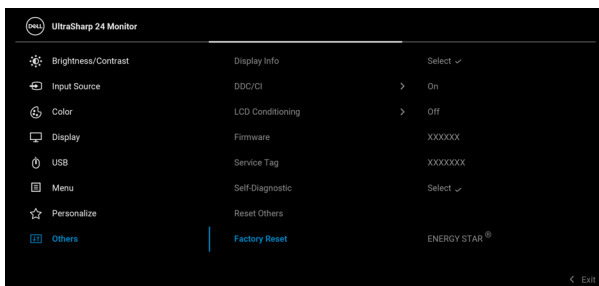 DELL UltraSharp 24 Monitor
Brightness/Contrast Display Info Select
Input Source DDC/CI > On
Color LCD Conditioning > Off
Display Firmware XXXXXX
USB Service Tag XXXXXXX
Menu Self-Diagnostic Select
Personalize Reset Others
Others Factory Reset ENERGY STAR ®
< Exit